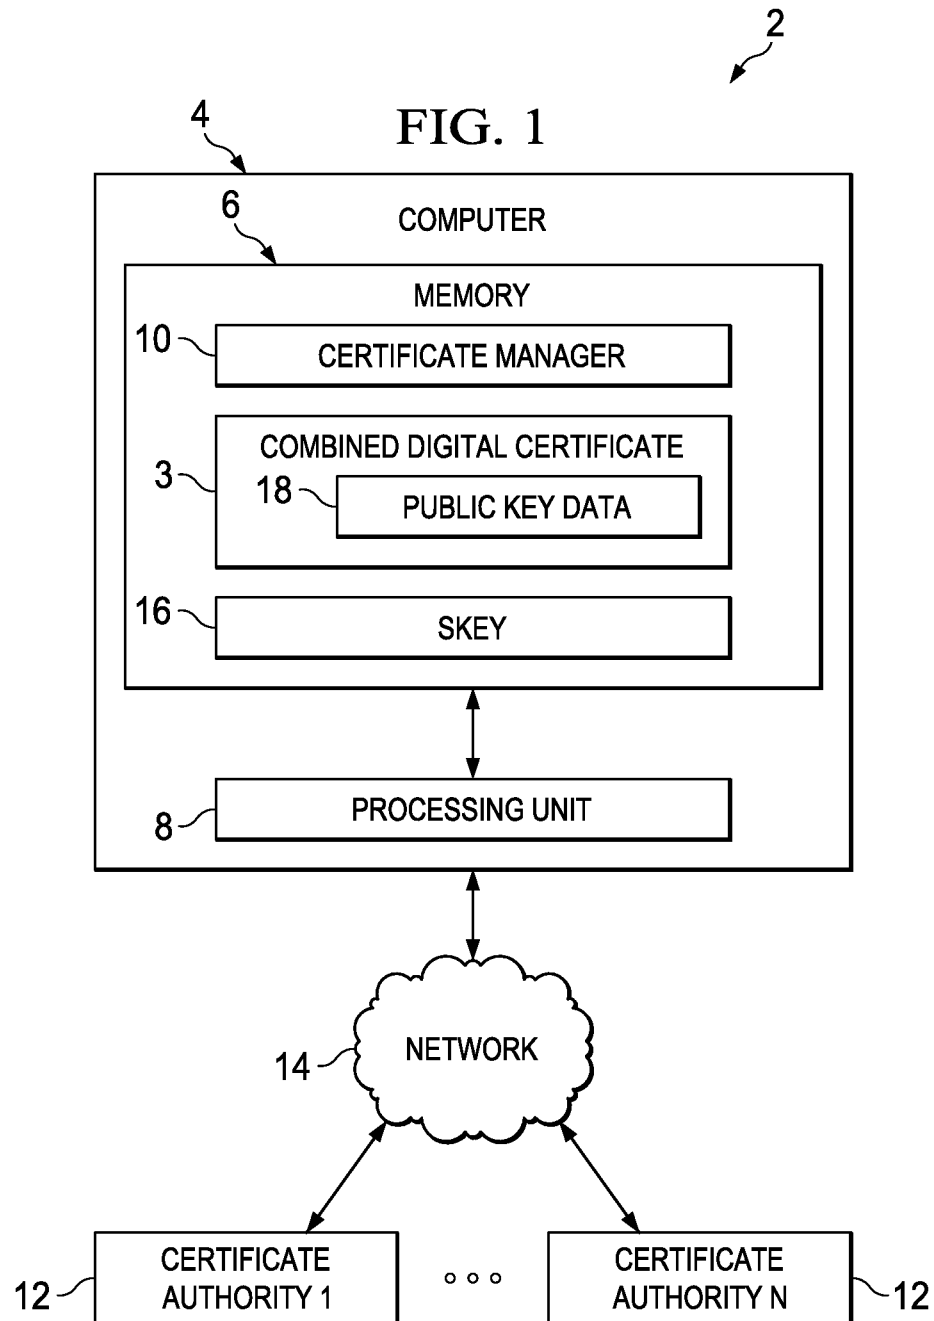 2
FIG. 1
4
COMPUTER
6
MEMORY
10
CERTIFICATE MANAGER
COMBINED DIGITAL CERTIFICATE
3
18
PUBLIC KEY DATA
16
SKEY
PROCESSING UNIT
8
NETWORK
14
CERTIFICATE
AUTHORITY 1
12
CERTIFICATE
AUTHORITY N
12